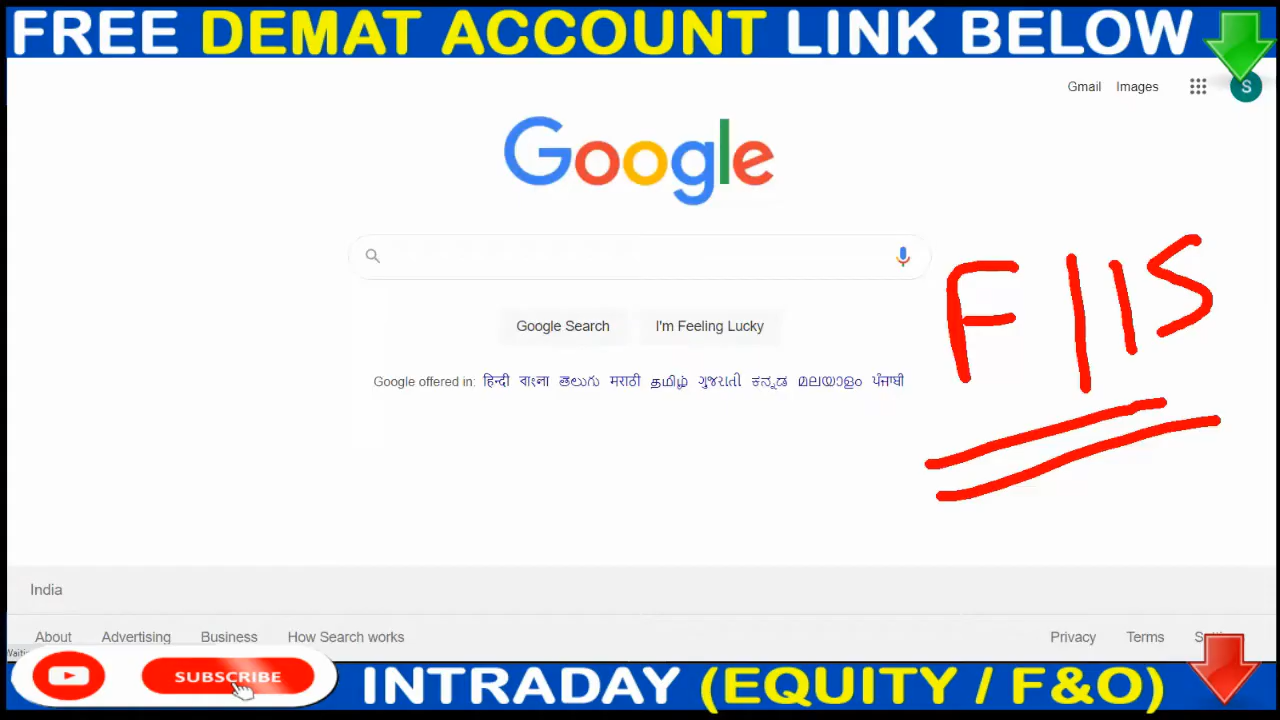 FREE DEMAT ACCOUNT LINK BELOW
Gmail Images S
Google
Google Search I'm Feeling Lucky
Google offered in: हिन्दी বাংলা తెలుగు मराठी தமிழ் ગુજરાતી ಕನ್ನಡ മലയാളം ਪੰਜਾਬੀ
FIIS
India
About Advertising Business How Search works Privacy Terms
SUBSCRIBE INTRADAY (EQUITY / F&O)